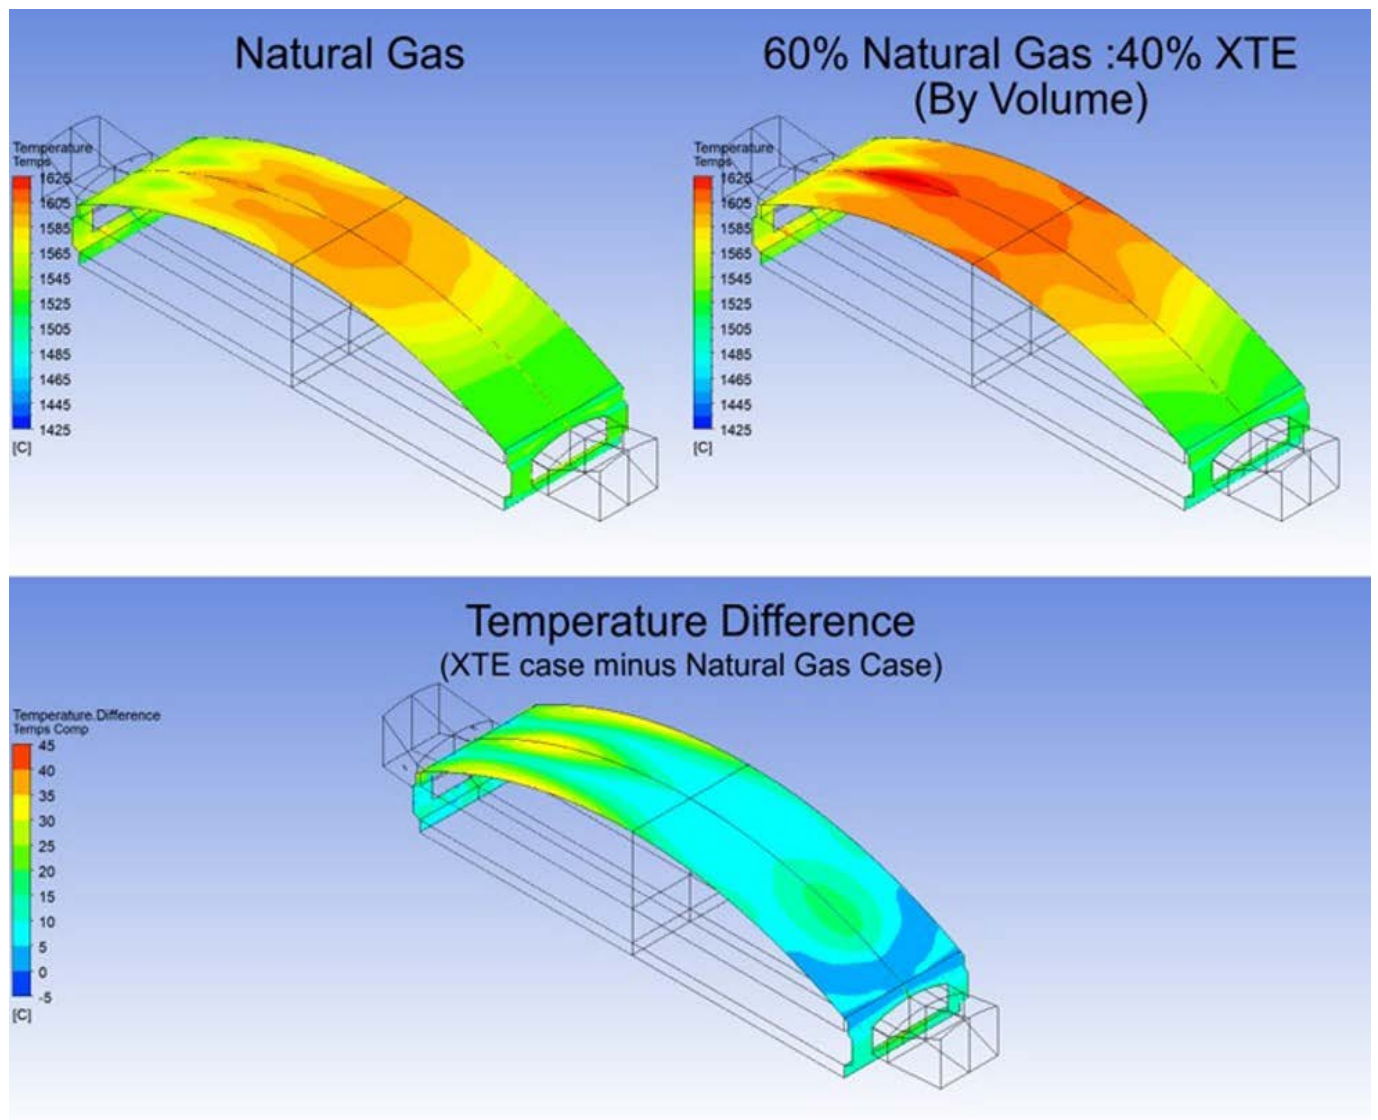 Natural Gas
Temperature
Temps
1625
1605
1585
1565
1545
1525
1505
1485
1465
1445
1425
[C]
60% Natural Gas :40% XTE
(By Volume)
Temperature
Temps
1625
1605
1585
1565
1545
1525
1505
1485
1465
1445
1425
[C]
Temperature Difference
(XTE case minus Natural Gas Case)
Temperature.Difference
Temps Comp
45
40
35
30
25
20
15
10
5
0
-5
[C]